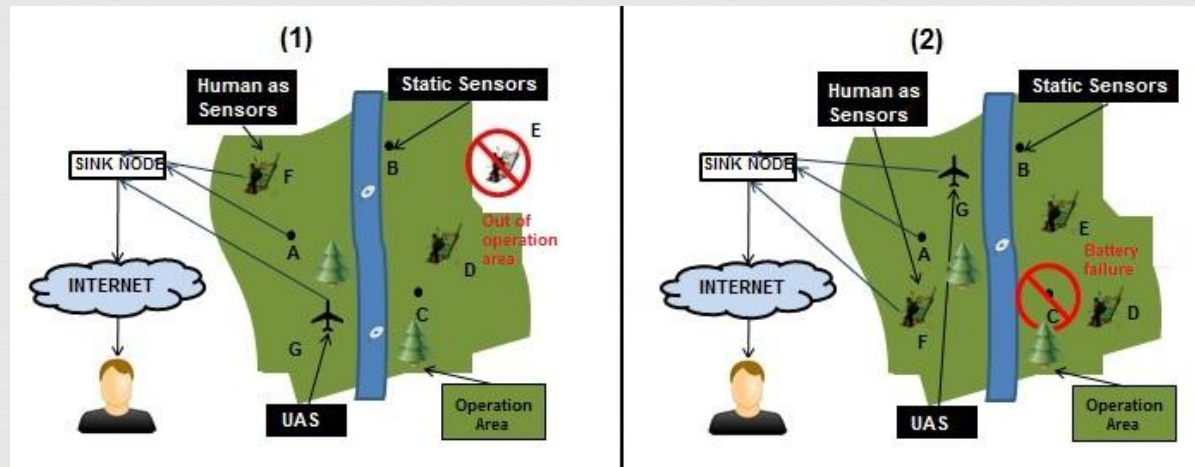 (1)
Human as
Sensors
Static Sensors
E
B
SINK NODE
F
Out of
operation
area
A
D
INTERNET
C
G
UAS
Operation
Area
(2)
Human as
Sensors
Static Sensors
B
SINK NODE
G
E
A
Battery
failure
INTERNET
C
D
F
UAS
Operation
Area